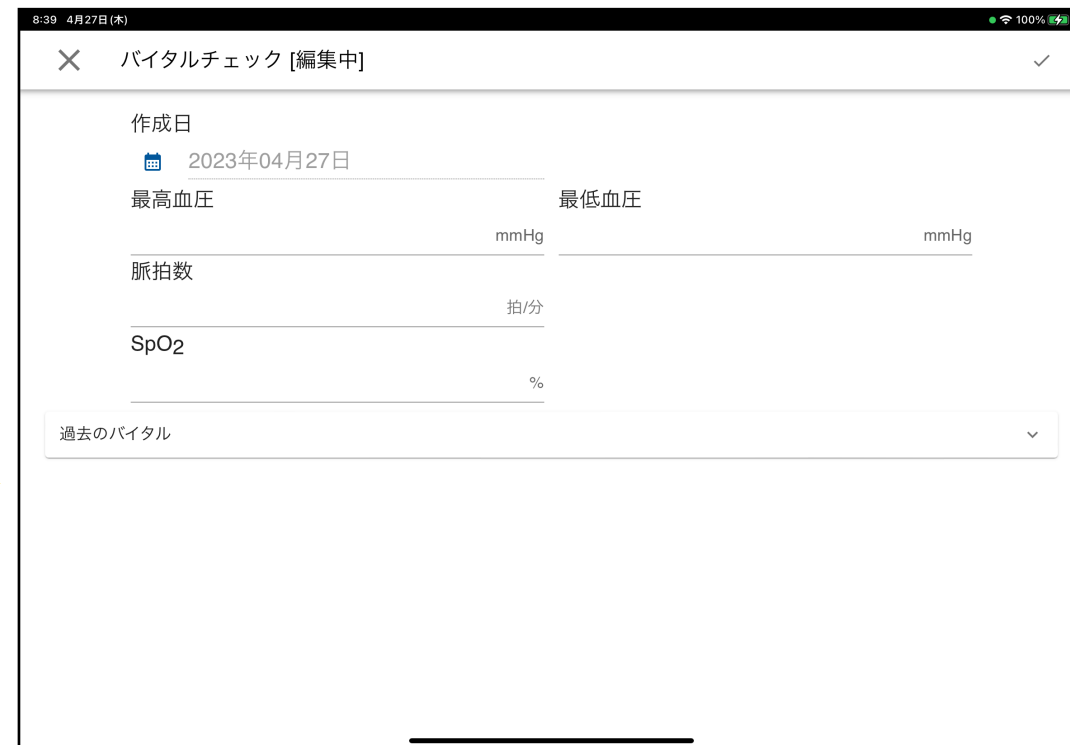 8:39 4月27日(木) 100%
バイタルチェック [編集中]
作成日
2023年04月27日
最高血圧 最低血圧
mmHg mmHg
脈拍数
拍/分
SpO2
%
過去のバイタル